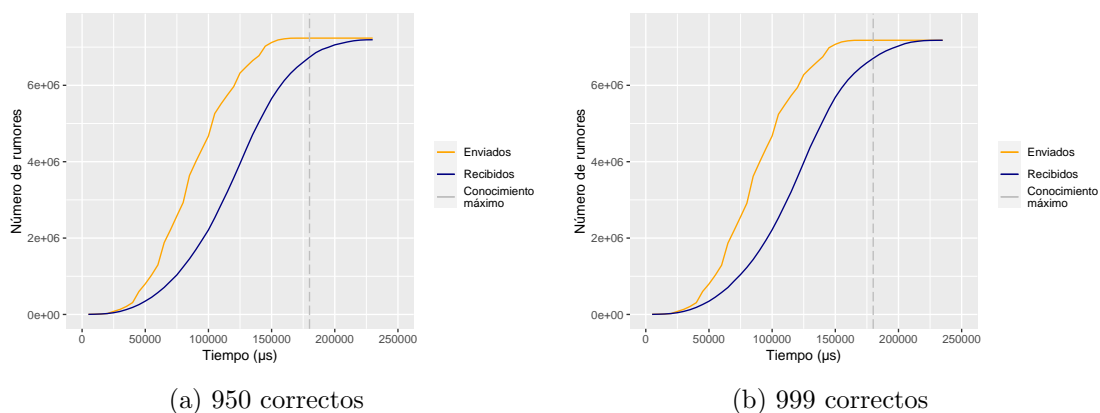 Número de rumores
6e+06
4e+06
2e+06
0e+00
0
50000
100000
150000
200000
250000
Tiempo (µs)
Enviados
Recibidos
Conocimiento
máximo
(a) 950 correctos
Número de rumores
6e+06
4e+06
2e+06
0e+00
0
50000
100000
150000
200000
250000
Tiempo (µs)
Enviados
Recibidos
Conocimiento
máximo
(b) 999 correctos